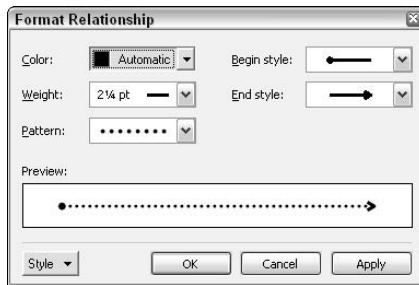 Format Relationship
Color: Automatic Begin style:
Weight: 2¼ pt End style:
Pattern:
Preview:
Style OK Cancel Apply